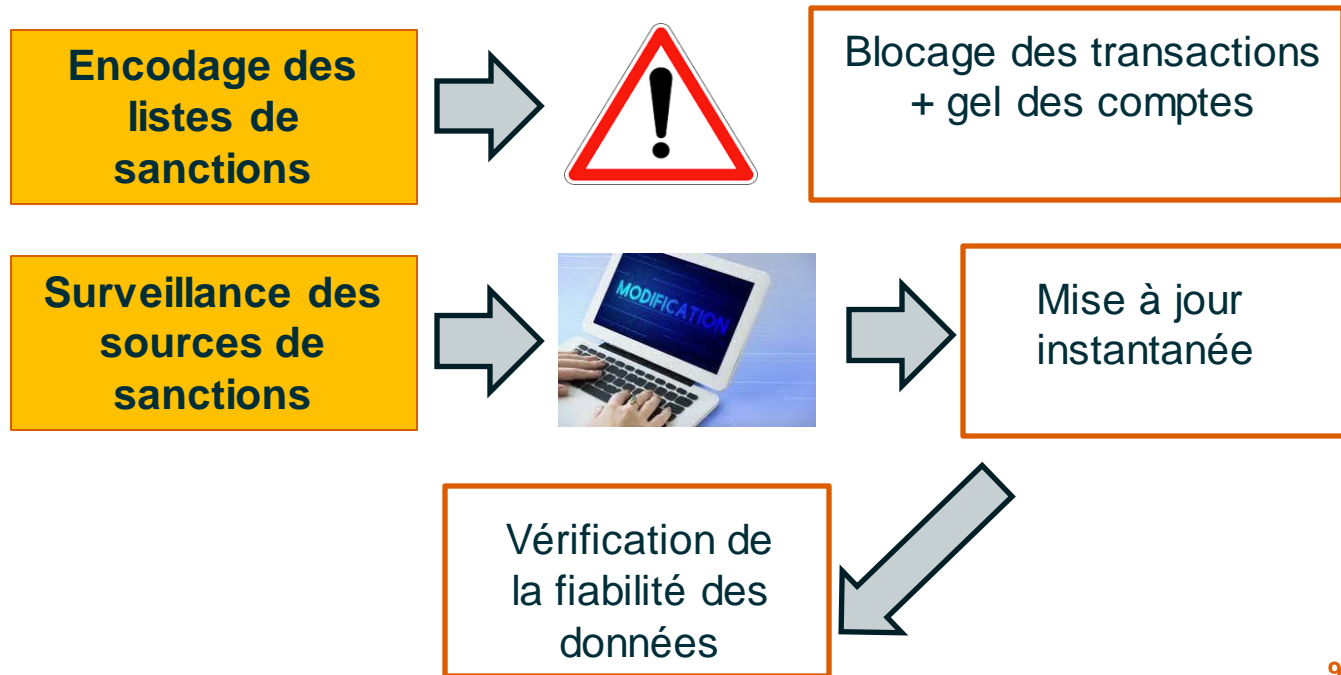 Encodage des
listes de
sanctions
Blocage des transactions
+ gel des comptes
Surveillance des
sources de
sanctions
MODIFICATION
Mise à jour
instantanée
Vérification de
la fiabilité des
données
9